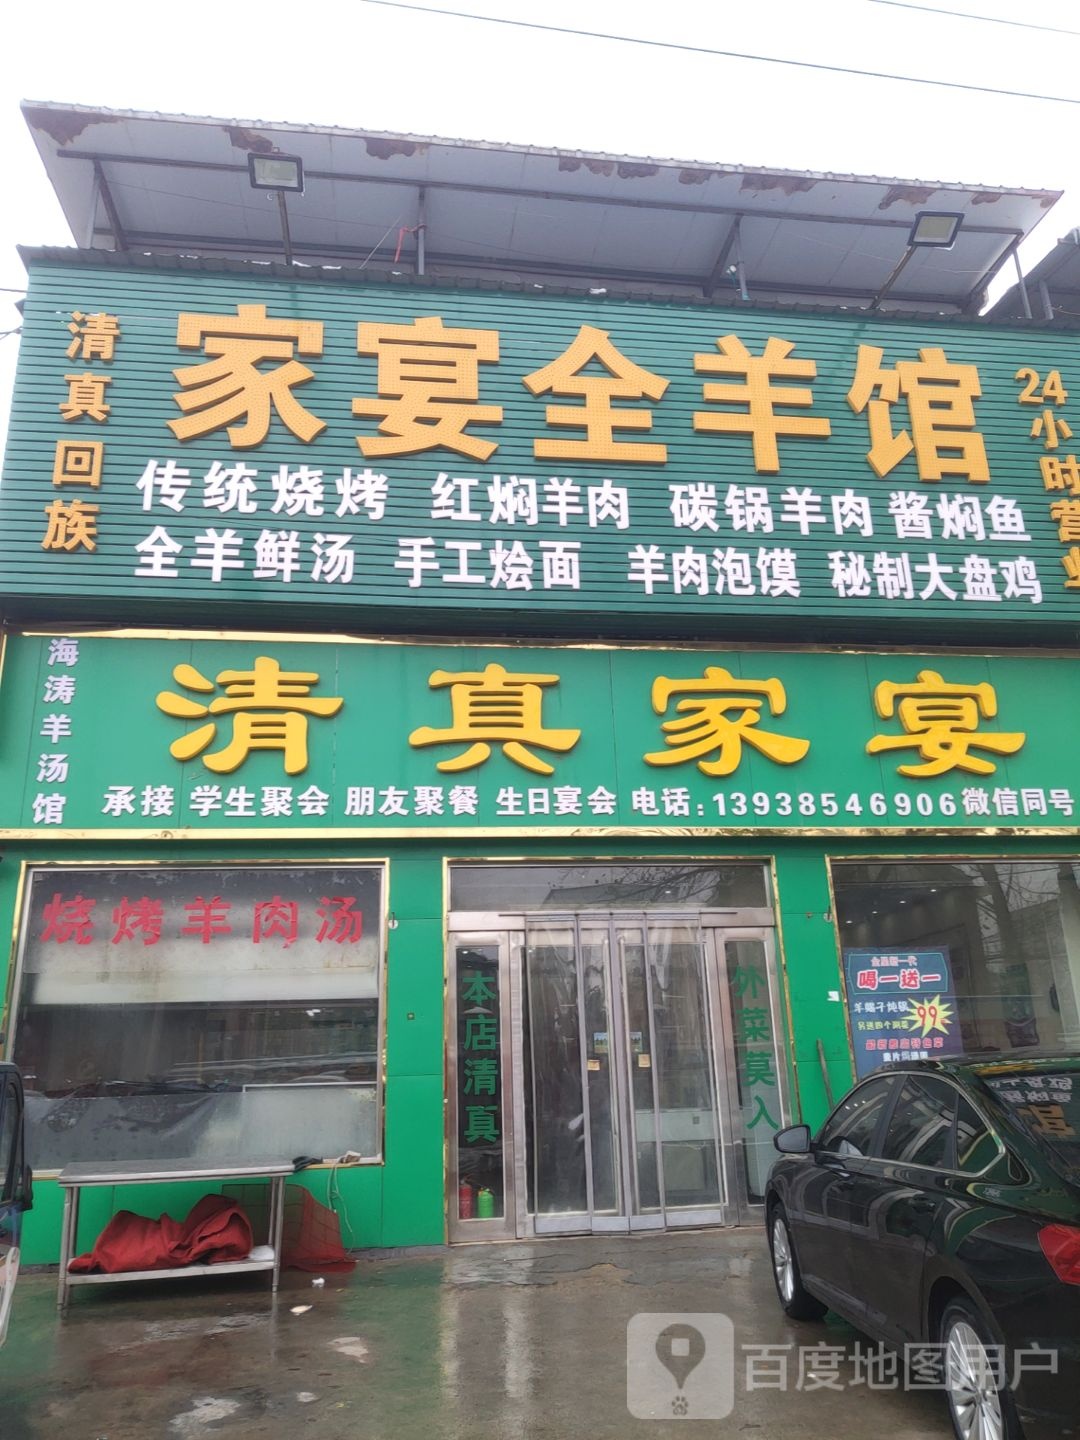 清真回族
家宴全羊馆
24小时营业
传统烧烤 红焖羊肉 碳锅羊肉 酱焖鱼
全羊鲜汤 手工烩面 羊肉泡馍 秘制大盘鸡
海涛羊汤馆
清真家宴
承接 学生聚会 朋友聚餐 生日宴会 电话:13938546906微信同号
烧烤羊肉汤
本店清真
外菜莫入
喝一送一
羊蝎子炖锅
99
百度地图用户